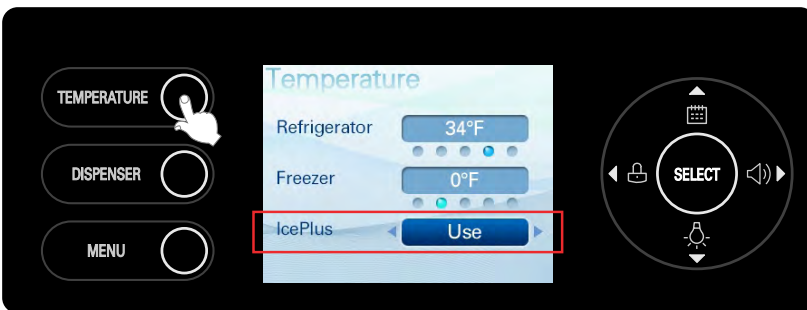 TEMPERATURE
DISPENSER
MENU
Temperature
Refrigerator 34°F
Freezer 0°F
IcePlus Use
SELECT